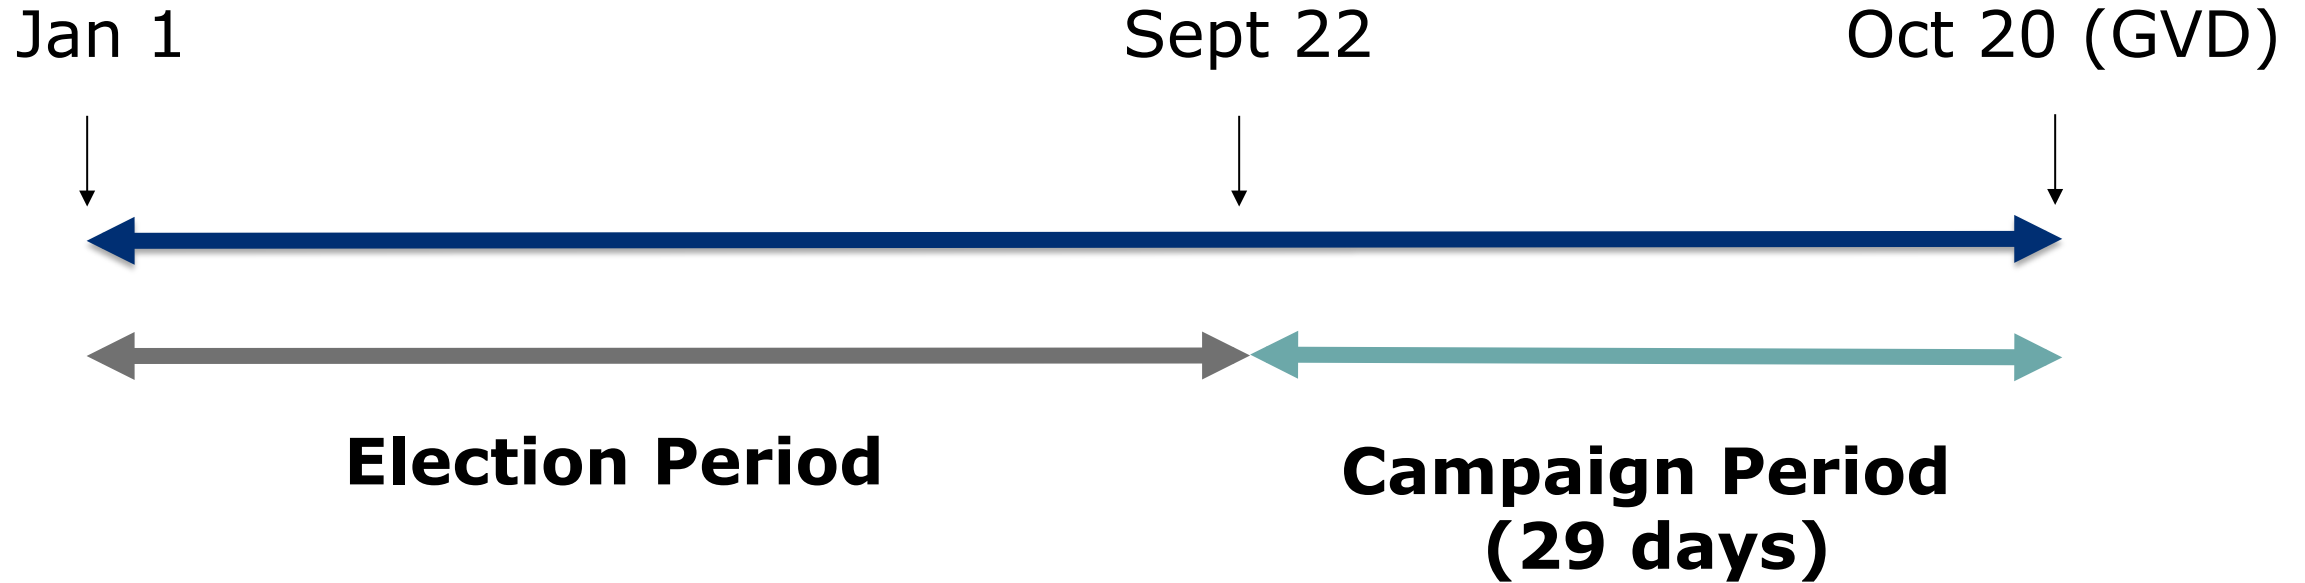 Jan 1
Sept 22
Oct 20 (GVD)
Election Period
Campaign Period
(29 days)